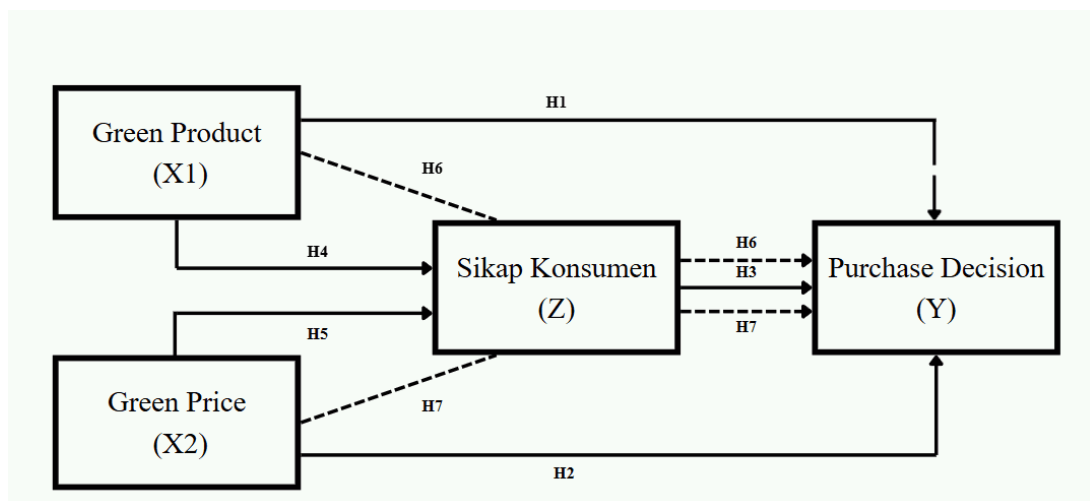 H1
Green Product
(X1)
H6
H4
Sikap Konsumen
(Z)
H6
H3
H7
Purchase Decision
(Y)
H5
Green Price
(X2)
H7
H2